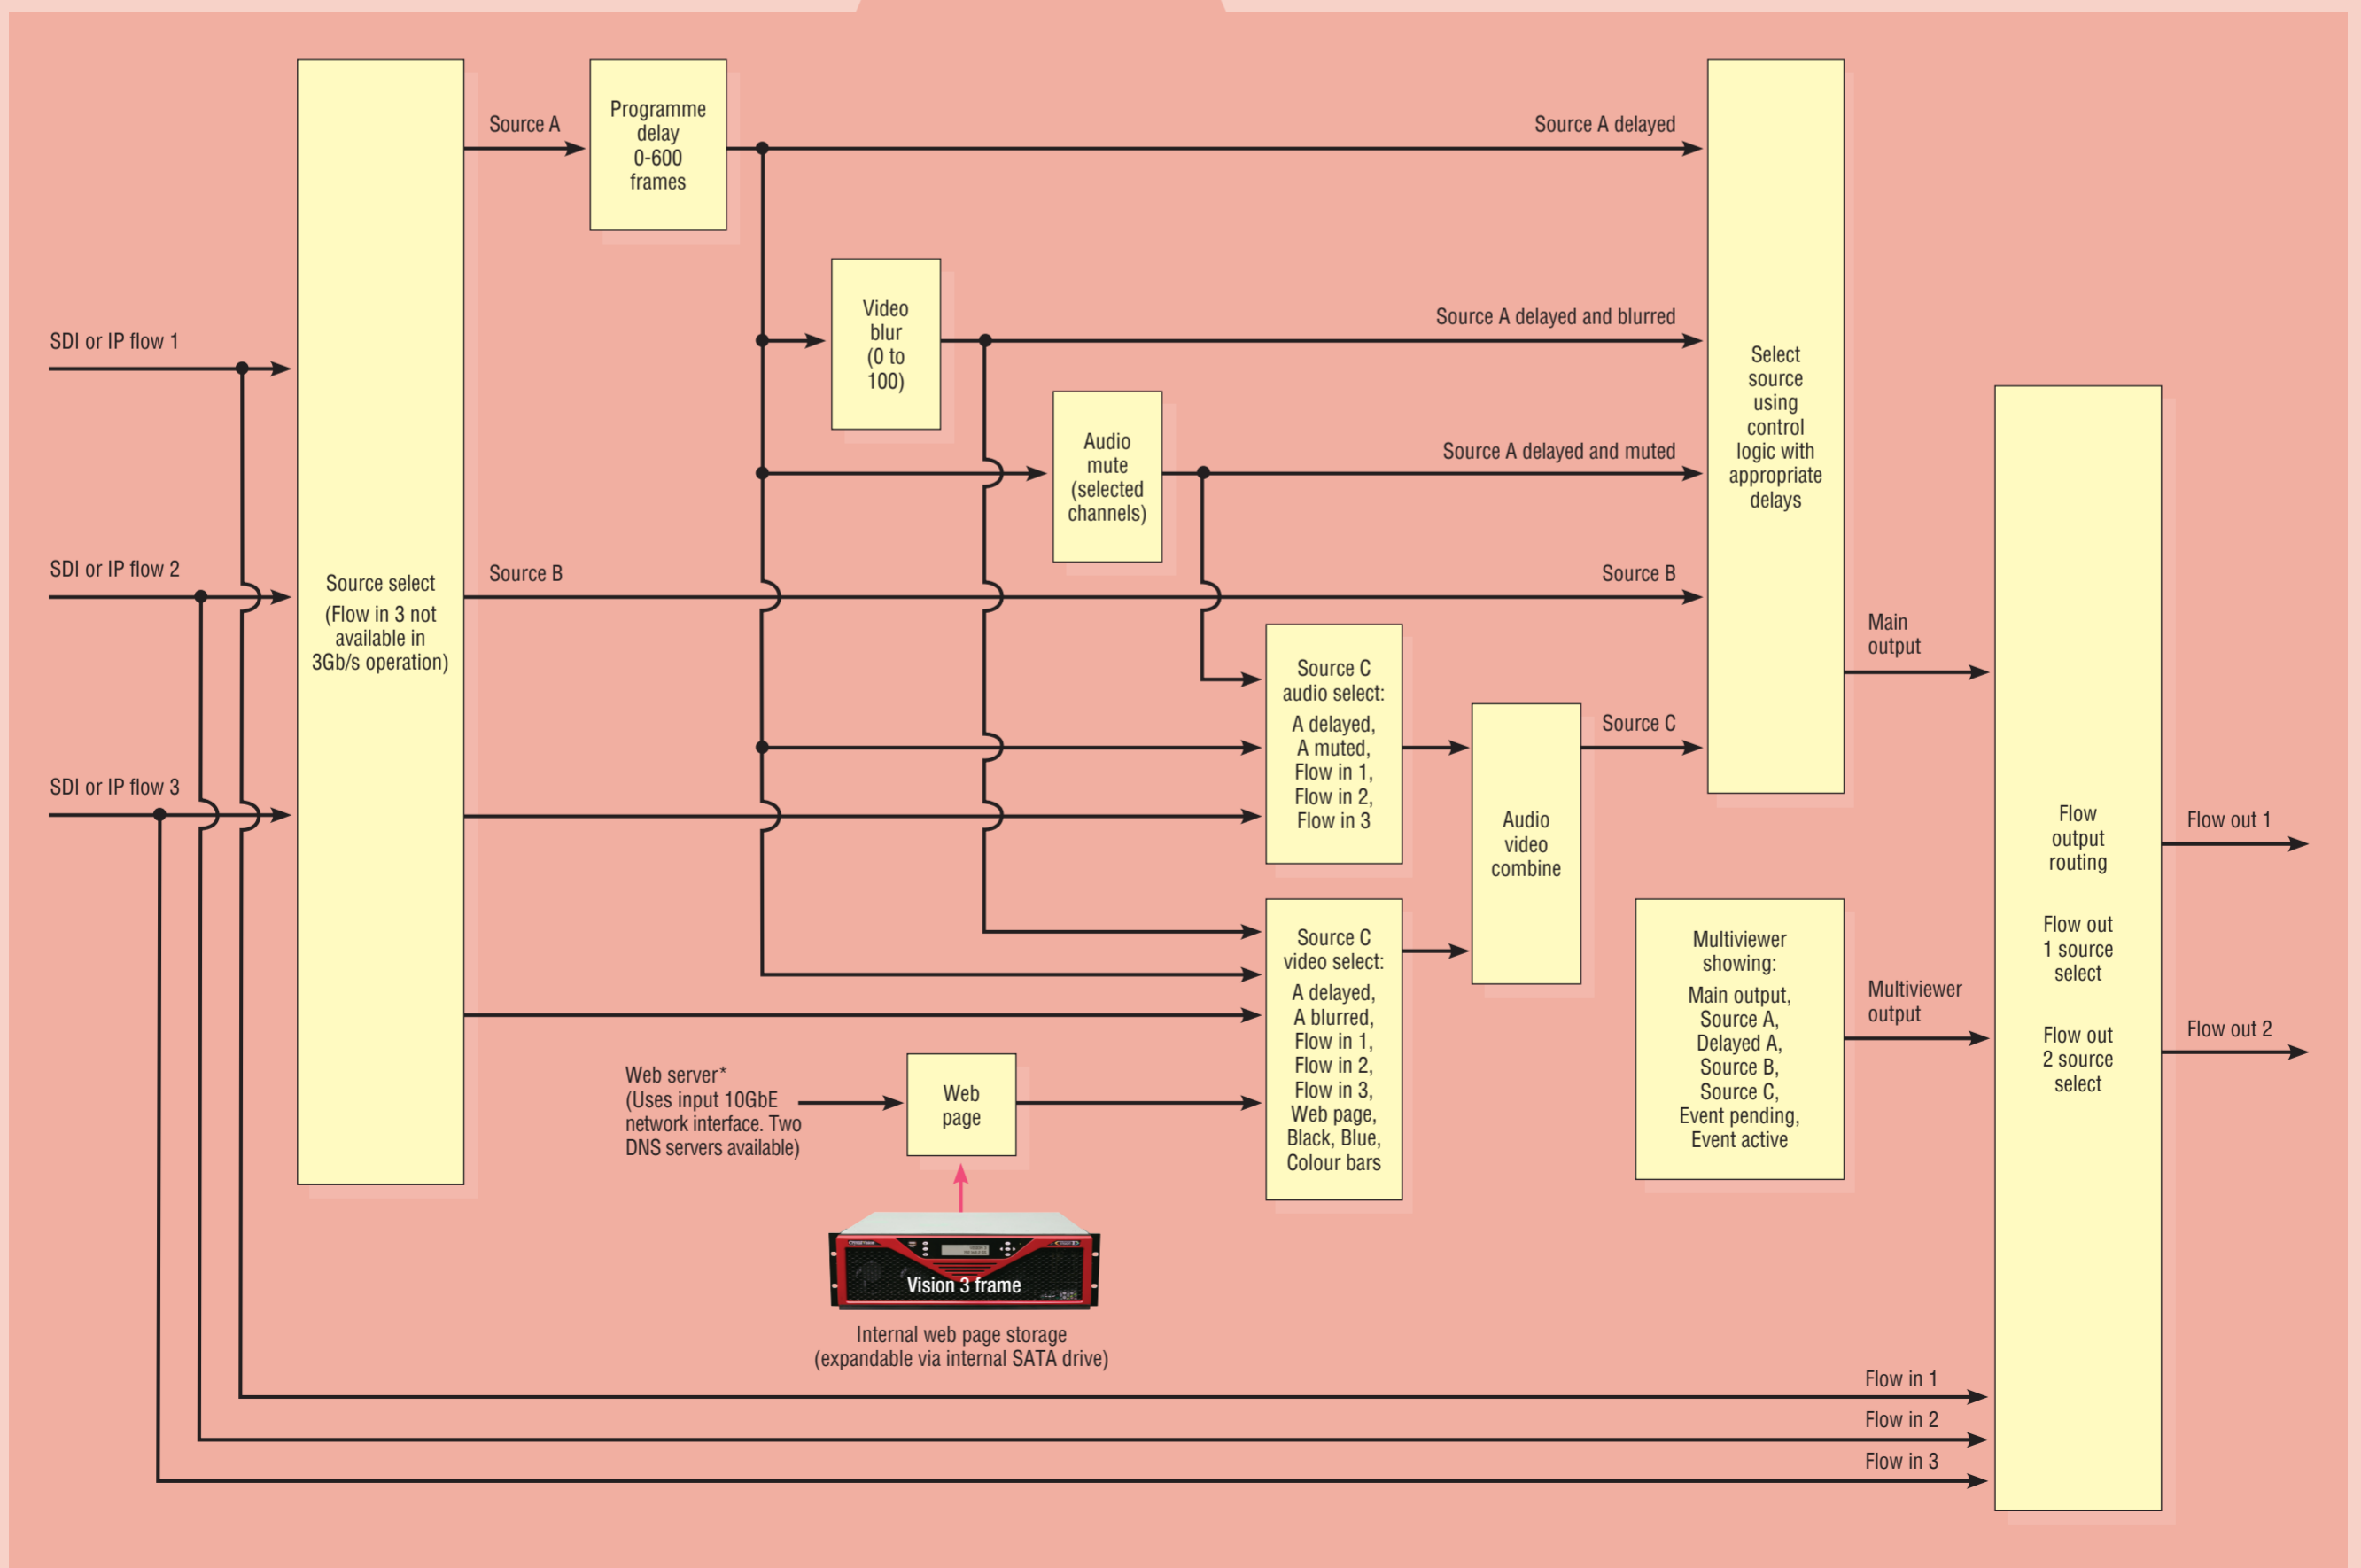 Source A
Programme
delay
0-600
frames
Source A delayed
Video
blur
(0 to
100)
Source A delayed and blurred
SDI or IP flow 1
Select
source
using
control
logic with
appropriate
delays
Audio
mute
(selected
channels)
Source A delayed and muted
SDI or IP flow 2
Source select
(Flow in 3 not
available in
3Gb/s operation)
Source B
Source B
Main
output
Source C
audio select:
A delayed,
A muted,
Flow in 1,
Flow in 2,
Flow in 3
Source C
SDI or IP flow 3
Audio
video
combine
Flow
output
routing
Flow out
1 source
select
Flow out
2 source
select
Flow out 1
Flow out 2
Source C
video select:
A delayed,
A blurred,
Flow in 1,
Flow in 2,
Flow in 3,
Web page,
Black, Blue,
Colour bars
Multiviewer
showing:
Main output,
Source A,
Delayed A,
Source B,
Source C,
Event pending,
Event active
Multiviewer
output
Web server*
(Uses input 10GbE
network interface. Two
DNS servers available)
Web
page
Vision 3 frame
Internal web page storage
(expandable via internal SATA drive)
Flow in 1
Flow in 2
Flow in 3